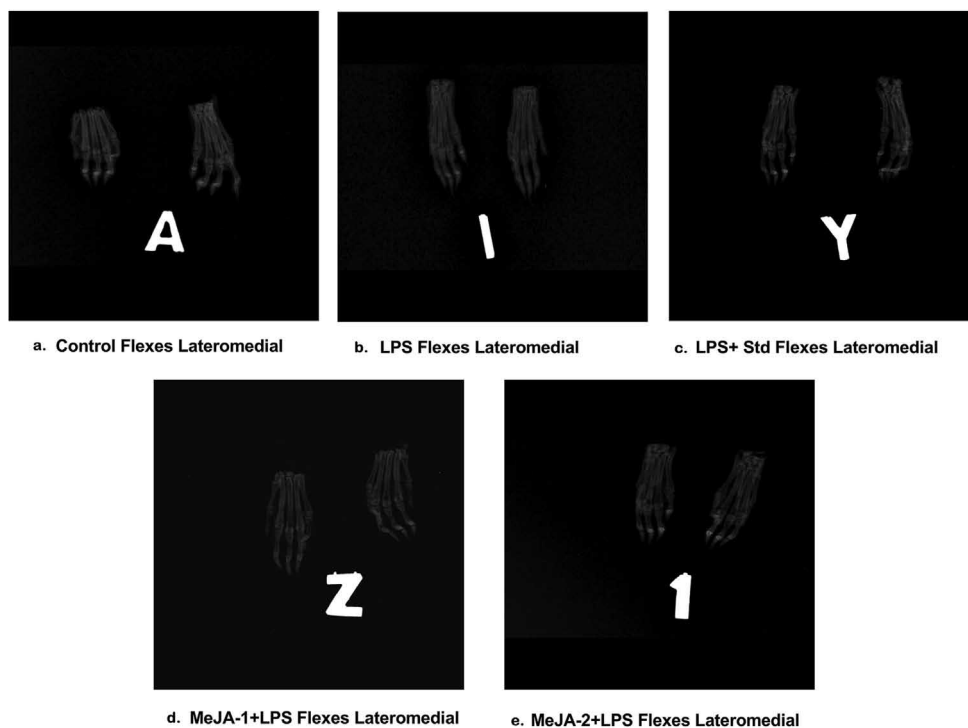 A
I
Y
a. Control Flexes Lateromedial
b. LPS Flexes Lateromedial
c. LPS+ Std Flexes Lateromedial
Z
1
d. MeJA-1+LPS Flexes Lateromedial
e. MeJA-2+LPS Flexes Lateromedial